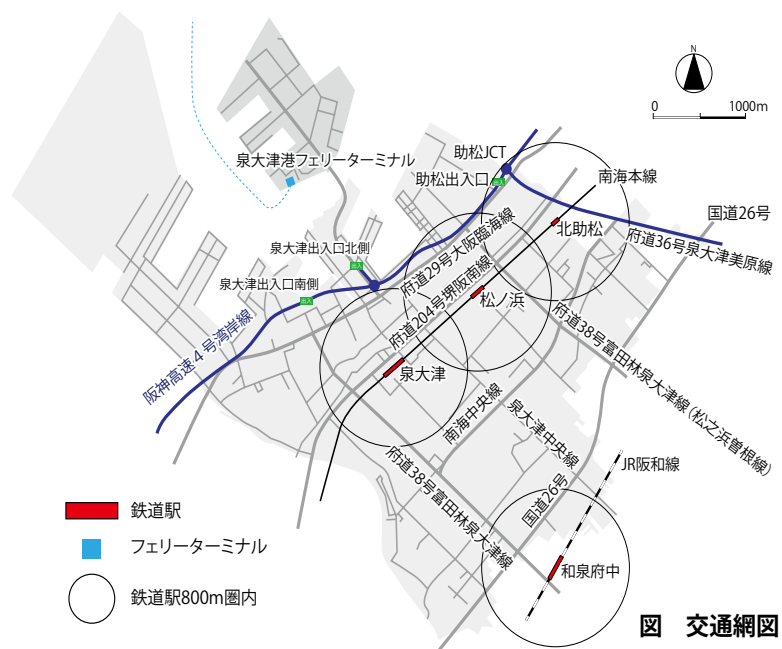 N
0 1000m
助松JCT
泉大津港フェリーターミナル
助松出入口
出入
南海本線
国道26号
北助松
府道36号泉大津美原線
泉大津出入口北側
出入
府道29号大阪臨海線
泉大津出入口南側
出入
府道204号堺阪南線
松ノ浜
阪神高速4号湾岸線
泉大津
府道38号富田林泉大津線(松之浜曽根線)
南海中央線
泉大津中央線
府道38号富田林泉大津線
国道26号
JR阪和線
和泉府中
鉄道駅
フェリーターミナル
鉄道駅800m圏内
図 交通網図